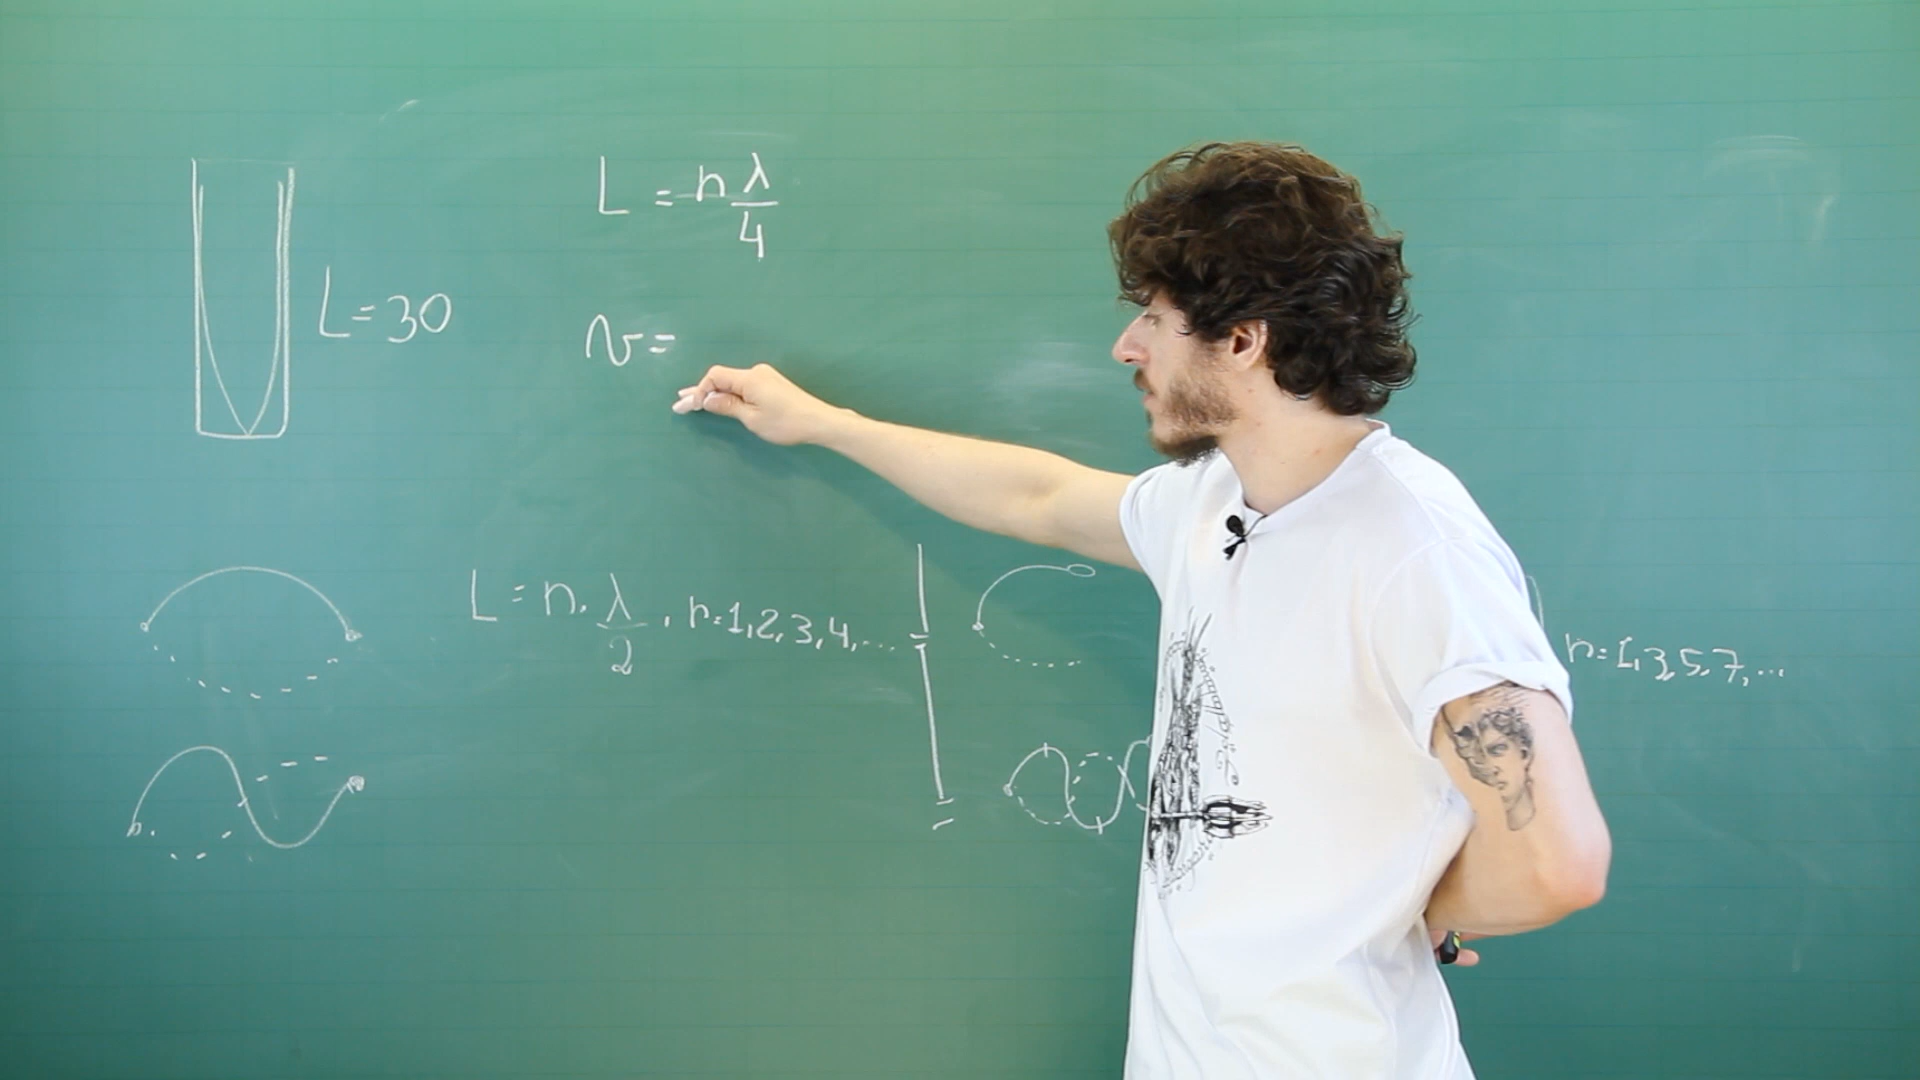 L = n λ/4
L=30
v=
L = n. λ/2 , n=1,2,3,4,...
n=1,3,5,7,...